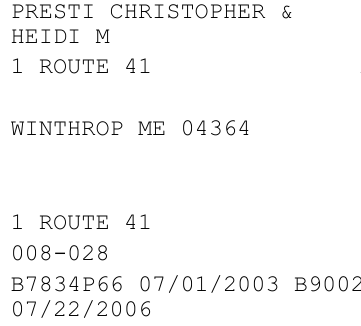 PRESTI CHRISTOPHER &
HEIDI M
1 ROUTE 41
WINTHROP ME 04364
1 ROUTE 41
008-028
B7834P66 07/01/2003 B9002
07/22/2006